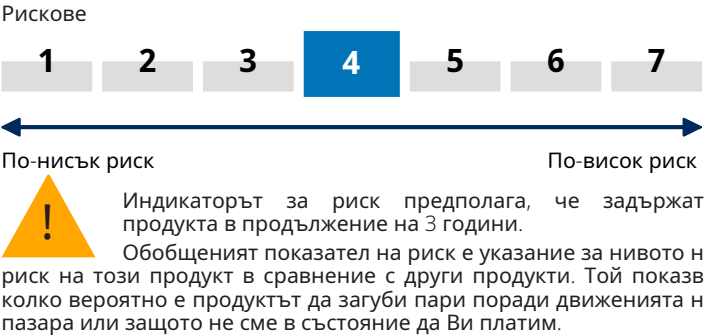 Рискове
1 2 3 4 5 6 7
По-нисък риск По-висок риск
!
Индикаторът за риск предполага, че задържат
продукта в продължение на 3 години.
Обобщеният показател на риск е указание за нивото н
риск на този продукт в сравнение с други продукти. Той показв
колко вероятно е продуктът да загуби пари поради движенията н
пазара или защото не сме в състояние да Ви платим.